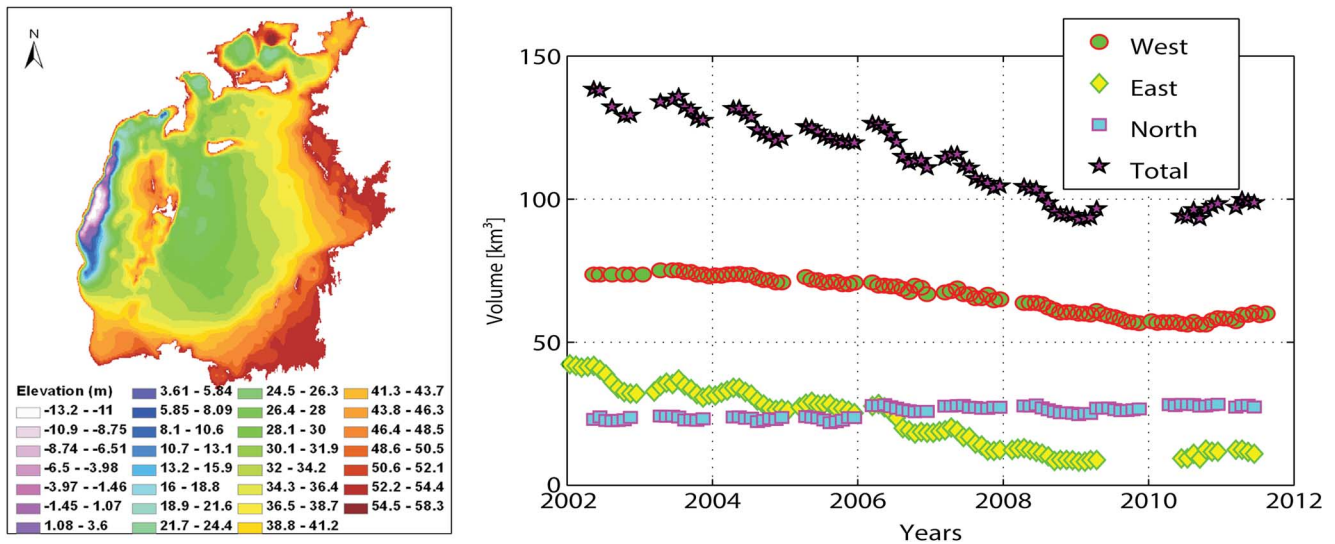 N
Elevation (m)
-13.2 - -11
-10.9 - -8.75
-8.74 - -6.51
-6.5 - -3.98
-3.97 - -1.46
-1.45 - 1.07
1.08 - 3.6
3.61 - 5.84
5.85 - 8.09
8.1 - 10.6
10.7 - 13.1
13.2 - 15.9
16 - 18.8
18.9 - 21.6
21.7 - 24.4
24.5 - 26.3
26.4 - 28
28.1 - 30
30.1 - 31.9
32 - 34.2
34.3 - 36.4
36.5 - 38.7
38.8 - 41.2
41.3 - 43.7
43.8 - 46.3
46.4 - 48.5
48.6 - 50.5
50.6 - 52.1
52.2 - 54.4
54.5 - 58.3
West
East
North
Total
150
100
50
0
Volume [km³]
2002
2004
2006
2008
2010
2012
Years